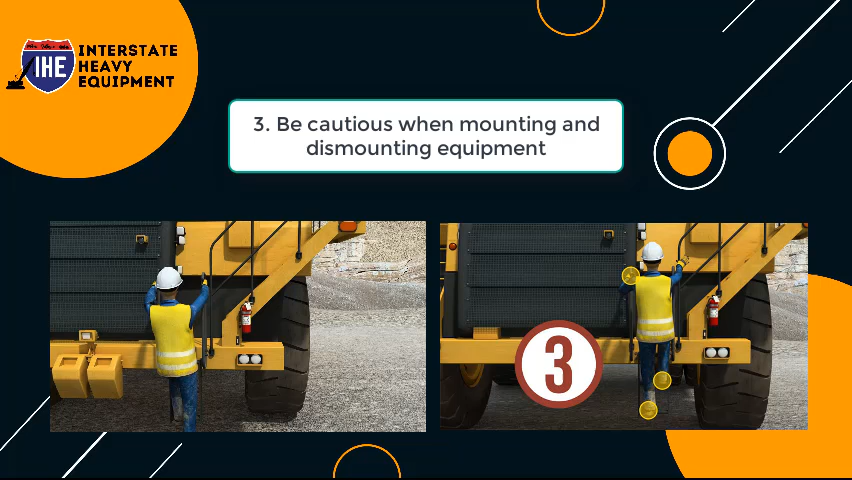 IHE
INTERSTATE
HEAVY
EQUIPMENT
3. Be cautious when mounting and
dismounting equipment
3